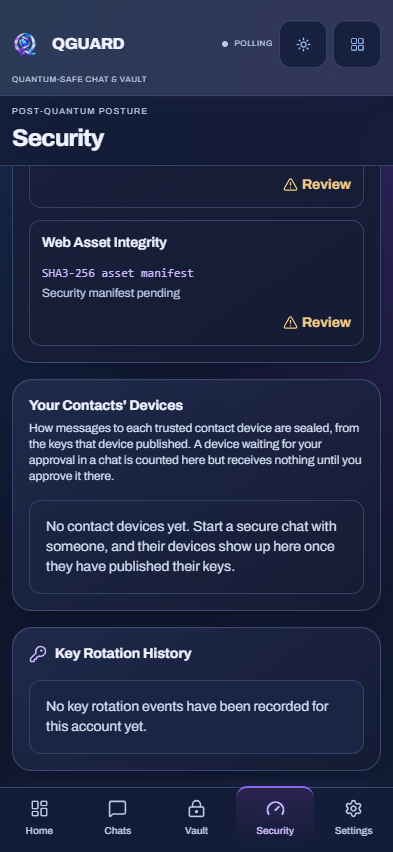 QGUARD
POLLING
QUANTUM-SAFE CHAT & VAULT
POST-QUANTUM POSTURE
Security
Review
Web Asset Integrity
SHA3-256 asset manifest
Security manifest pending
Review
Your Contacts' Devices
How messages to each trusted contact device are sealed, from
the keys that device published. A device waiting for your
approval in a chat is counted here but receives nothing until you
approve it there.
No contact devices yet. Start a secure chat with
someone, and their devices show up here once
they have published their keys.
Key Rotation History
No key rotation events have been recorded for
this account yet.
Home
Chats
Vault
Security
Settings